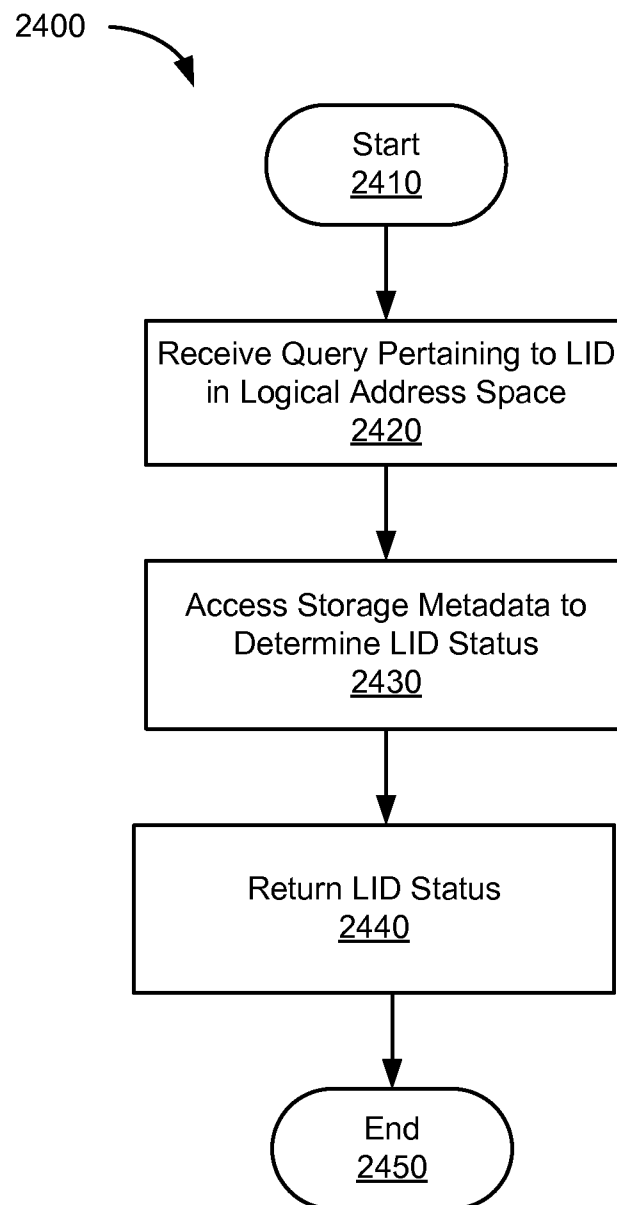 2400
Start
2410
Receive Query Pertaining to LID
in Logical Address Space
2420
Access Storage Metadata to
Determine LID Status
2430
Return LID Status
2440
End
2450